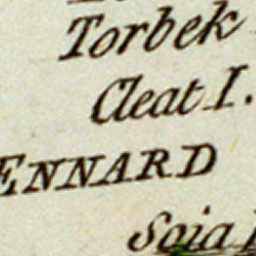 Torbek
Cleat I.
ENNARD
Soia